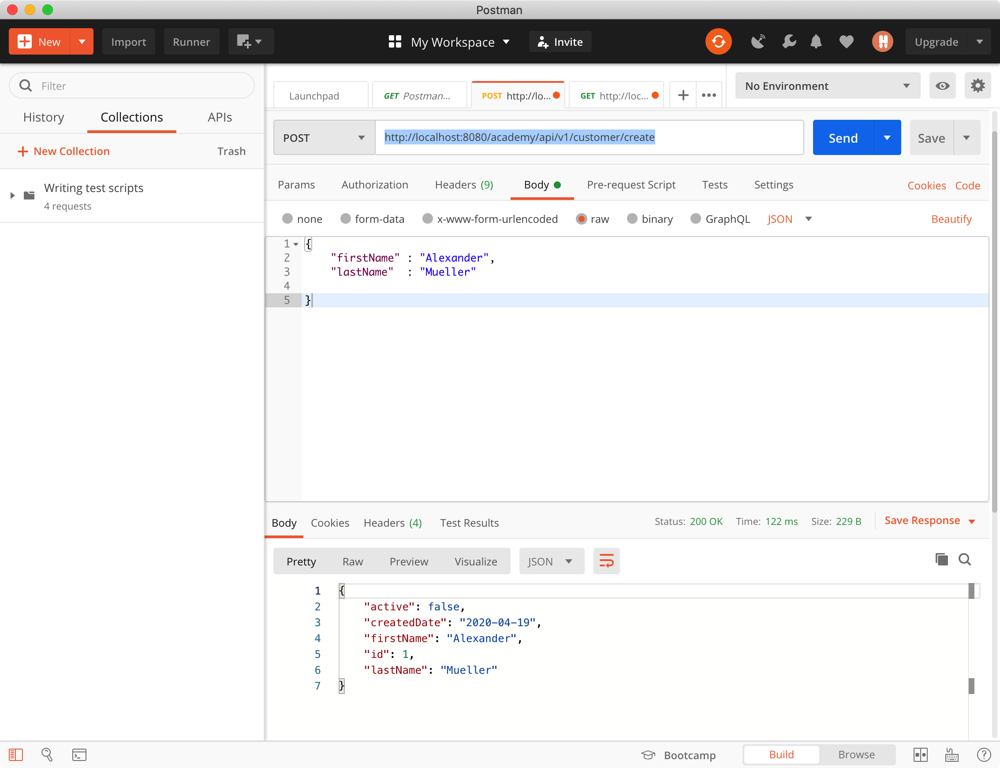 Postman
New
Import
Runner
My Workspace
Invite
Upgrade
Filter
History
Collections
APIs
New Collection
Trash
Writing test scripts
4 requests
Launchpad
GET Postman...
POST http://lo...
GET http://loc...
No Environment
POST
http://localhost:8080/academy/api/v1/customer/create
Send
Save
Params
Authorization
Headers (9)
Body
Pre-request Script
Tests
Settings
Cookies
Code
none
form-data
x-www-form-urlencoded
raw
binary
GraphQL
JSON
Beautify
1 {
2 "firstName" : "Alexander",
3 "lastName" : "Mueller"
4
5 }
Body
Cookies
Headers (4)
Test Results
Status: 200 OK
Time: 122 ms
Size: 229 B
Save Response
Pretty
Raw
Preview
Visualize
JSON
1 {
2 "active": false,
3 "createdDate": "2020-04-19",
4 "firstName": "Alexander",
5 "id": 1,
6 "lastName": "Mueller"
7 }
Bootcamp
Build
Browse